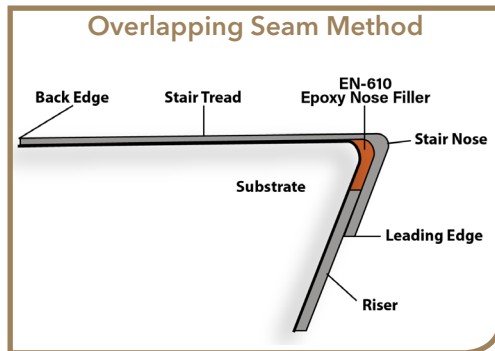 Overlapping Seam Method
EN-610
Epoxy Nose Filler
Back Edge
Stair Tread
Stair Nose
Substrate
Leading Edge
Riser